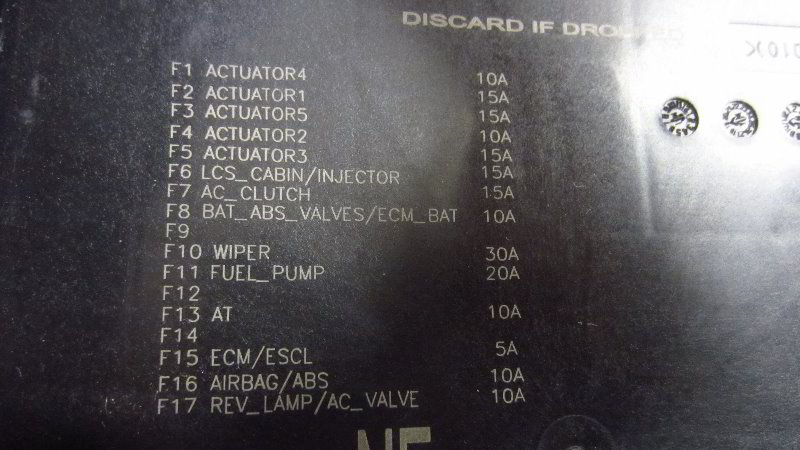 DISCARD IF
F1 ACTUATOR4 10A
F2 ACTUATOR1 15A
F3 ACTUATOR5 15A
F4 ACTUATOR2 10A
F5 ACTUATOR3 15A
F6 LCS_CABIN/INJECTOR 15A
F7 AC_CLUTCH 15A
F8 BAT_ABS_VALVES/ECM_BAT 10A
F9
F10 WIPER 30A
F11 FUEL_PUMP 20A
F12
F13 AT 10A
F14
F15 ECM/ESCL 5A
F16 AIRBAG/ABS 10A
F17 REV_LAMP/AC_VALVE 10A